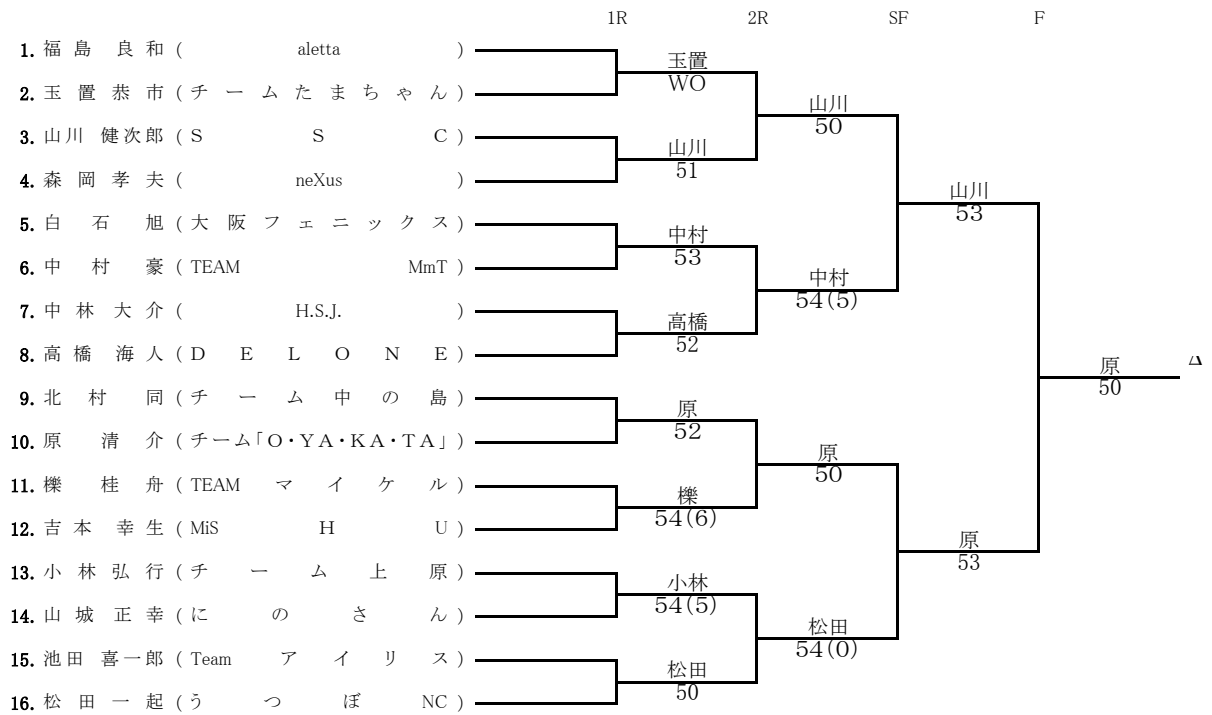 1R 2R SF F
1. 福島 良和 (aletta)
玉置
WO
2. 玉置恭市 (チームたまちゃん)
山川
50
3. 山川 健次郎 (SSC)
山川
51
4. 森岡孝夫 (neXus)
山川
53
5. 白石 旭 (大阪フェニックス)
中村
53
6. 中村 豪 (TEAM MmT)
中村
54(5)
7. 中林大介 (H.S.J.)
高橋
52
8. 高橋海人 (DELONE)
原
50
9. 北村 同 (チーム中の島)
原
52
10. 原 清介 (チーム「O・YA・KA・TA」)
原
50
11. 櫟 桂舟 (TEAM マイケル)
櫟
54(6)
12. 吉本幸生 (MiS H U)
原
53
13. 小林弘行 (チーム上原)
小林
54(5)
14. 山城正幸 (にのさん)
松田
54(0)
15. 池田 喜一郎 (Team アイリス)
松田
50
16. 松田一起 (うつぼ NC)